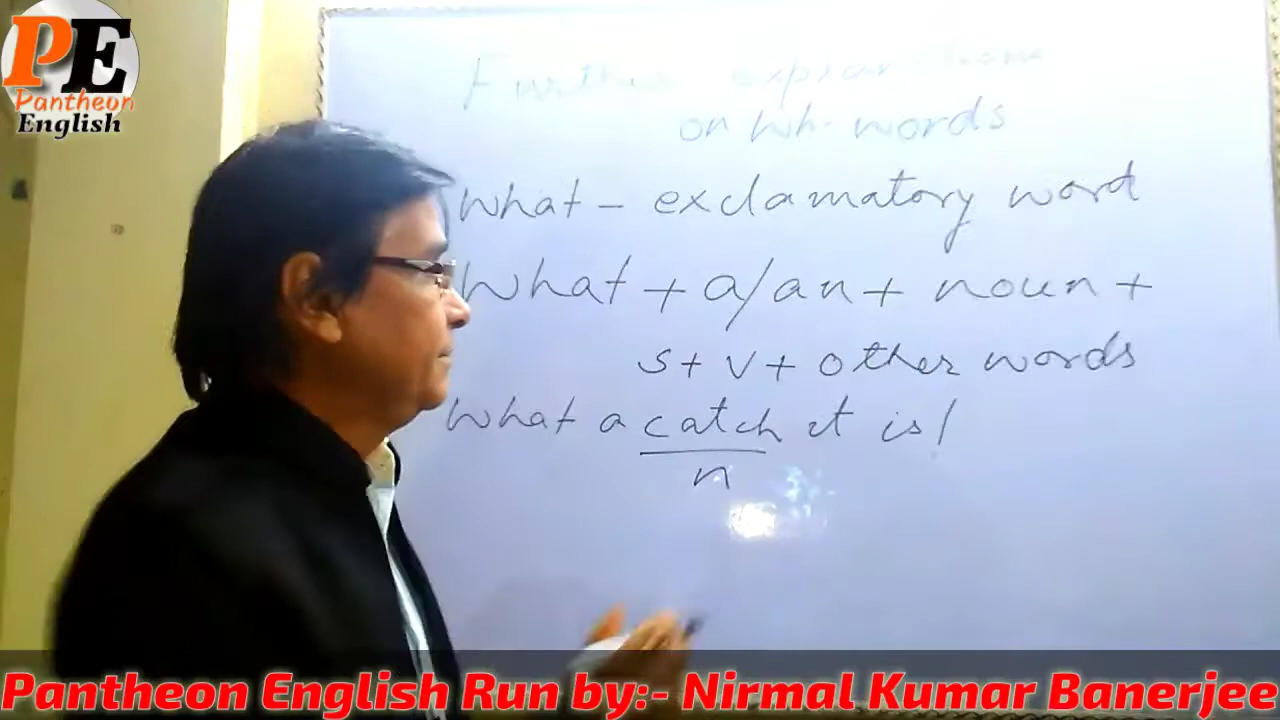 PE
Pantheon
English
Further explanations
on Wh- words
What - exclamatory word
What + a/an + noun +
S + V + other words
What a catch it is!
n
Pantheon English Run by:- Nirmal Kumar Banerjee